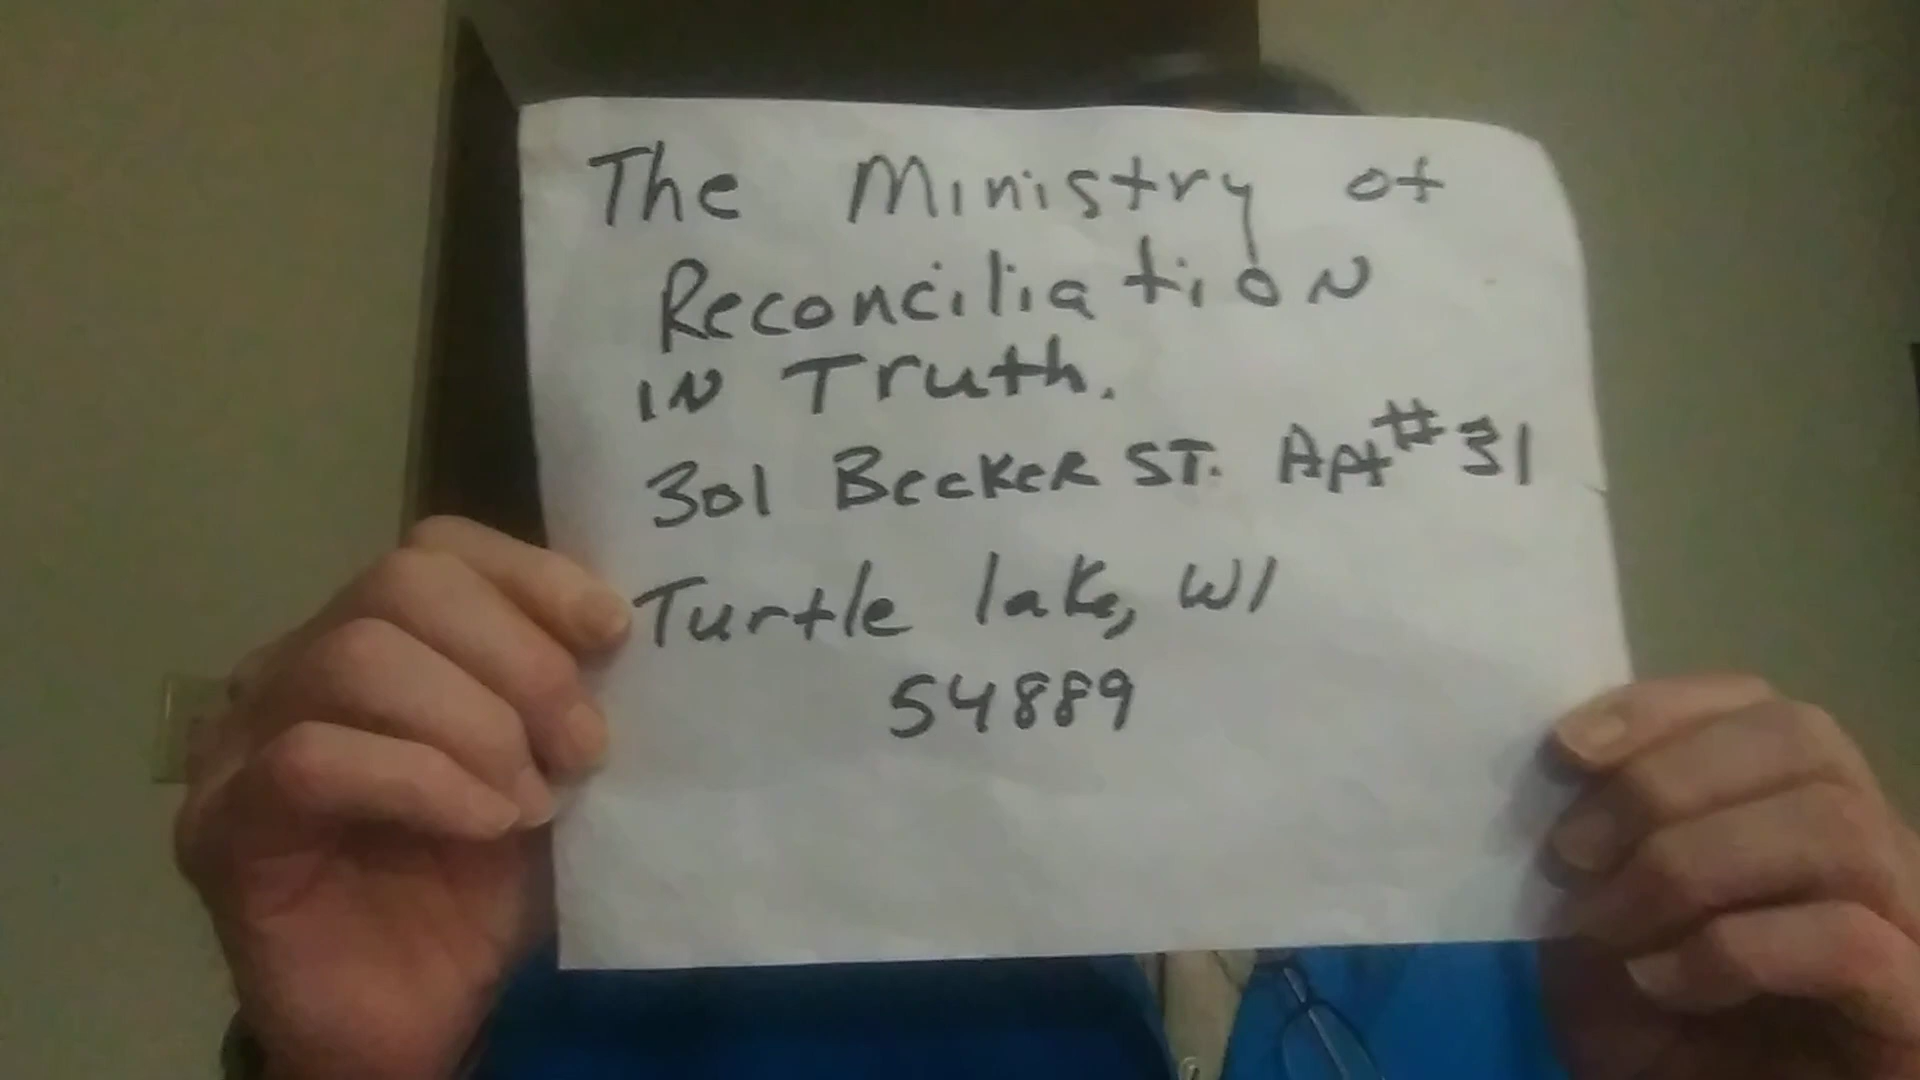 The Ministry of
Reconciliation
IN Truth.
301 Becker ST. Apt # 31
Turtle lake, WI
54889